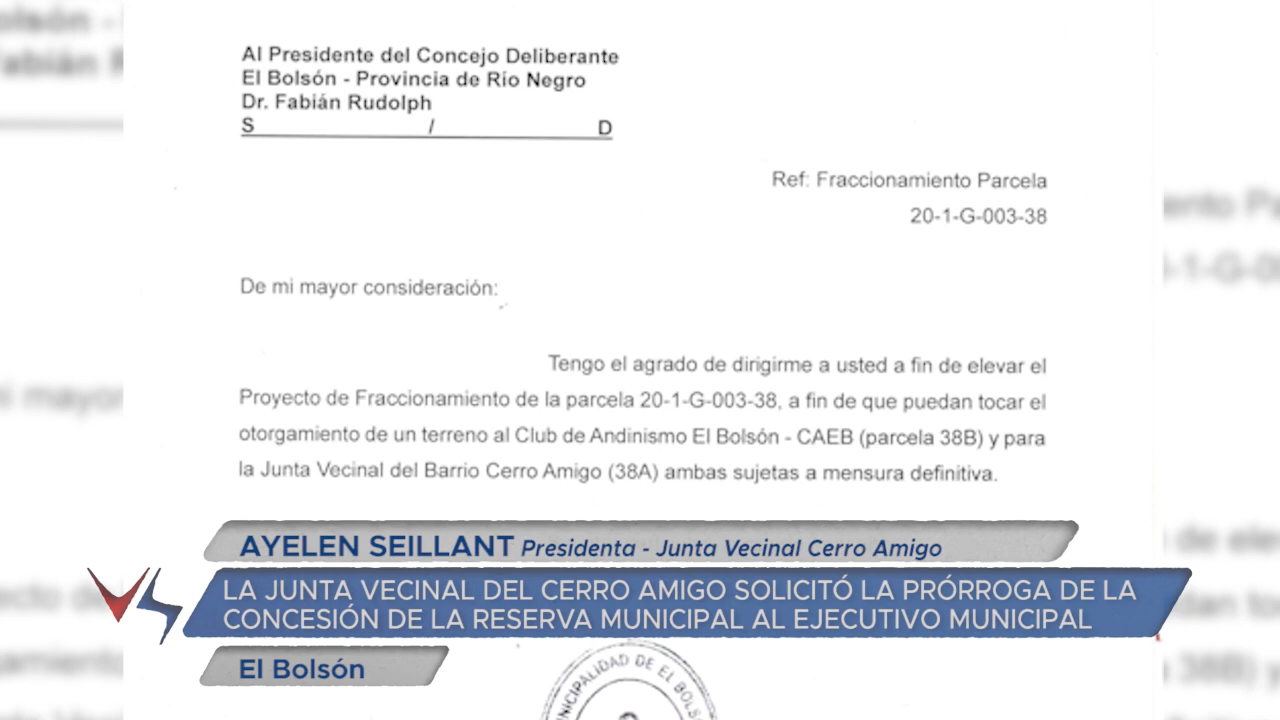 Al Presidente del Concejo Deliberante
El Bolsón - Provincia de Río Negro
Dr. Fabián Rudolph
S / D
Ref: Fraccionamiento Parcela
20-1-G-003-38
De mi mayor consideración:
Tengo el agrado de dirigirme a usted a fin de elevar el
Proyecto de Fraccionamiento de la parcela 20-1-G-003-38, a fin de que puedan tocar el
otorgamiento de un terreno al Club de Andinismo El Bolsón - CAEB (parcela 38B) y para
la Junta Vecinal del Barrio Cerro Amigo (38A) ambas sujetas a mensura definitiva.
AYELEN SEILLANT Presidenta - Junta Vecinal Cerro Amigo
VS
LA JUNTA VECINAL DEL CERRO AMIGO SOLICITÓ LA PRÓRROGA DE LA
CONCESIÓN DE LA RESERVA MUNICIPAL AL EJECUTIVO MUNICIPAL
El Bolsón
NICIPALIDAD DE EL BOLS